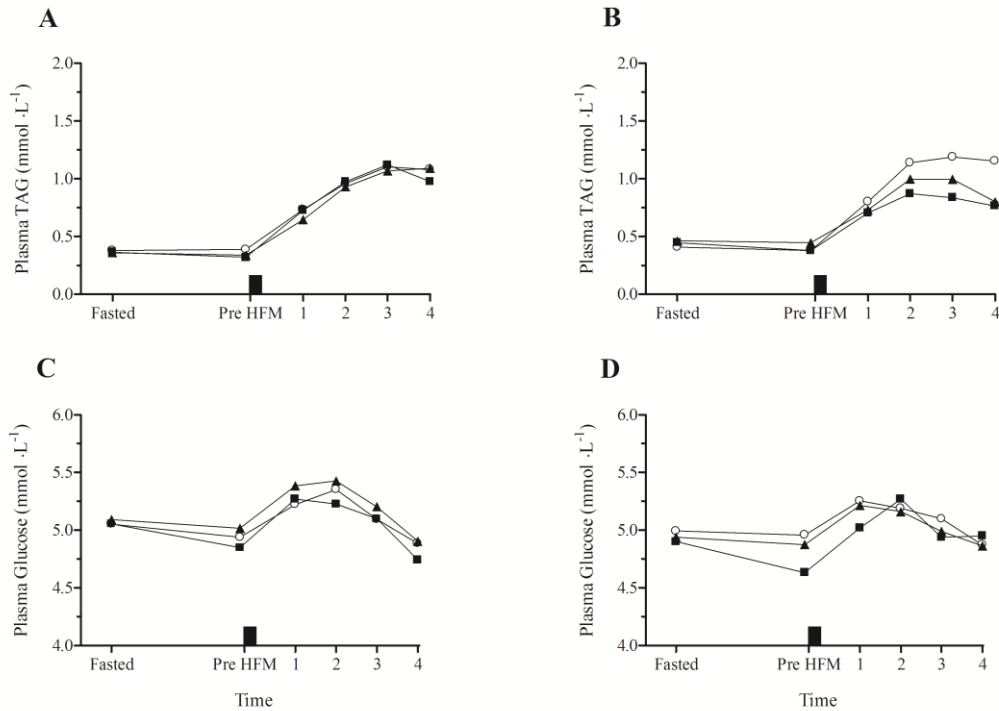 A
Plasma TAG (mmol ·L⁻¹)
2.0
1.5
1.0
0.5
0.0
Fasted Pre HFM 1 2 3 4
B
Plasma TAG (mmol ·L⁻¹)
2.0
1.5
1.0
0.5
0.0
Fasted Pre HFM 1 2 3 4
C
Plasma Glucose (mmol ·L⁻¹)
6.0
5.5
5.0
4.5
4.0
Fasted Pre HFM 1 2 3 4
Time
D
Plasma Glucose (mmol ·L⁻¹)
6.0
5.5
5.0
4.5
4.0
Fasted Pre HFM 1 2 3 4
Time